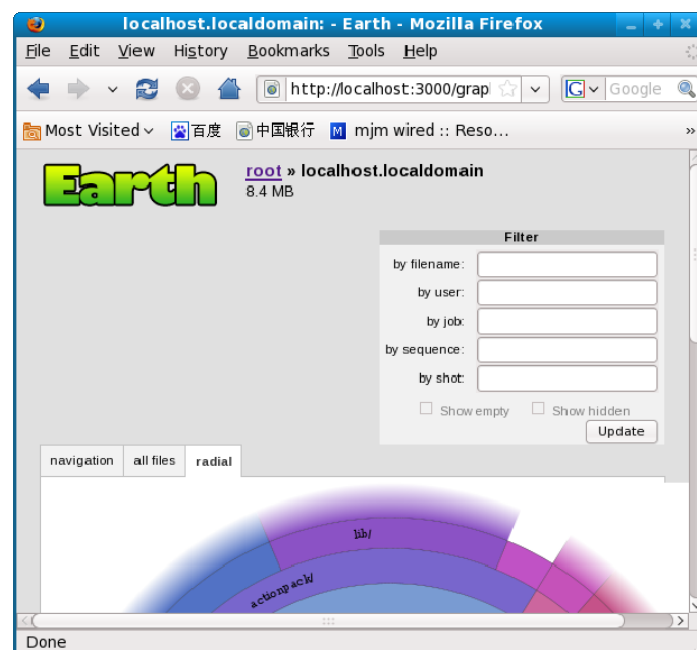 localhost.localdomain: - Earth - Mozilla Firefox
File Edit View History Bookmarks Tools Help
http://localhost:3000/grap
G Google
Most Visited 百度 中国银行 M mjm wired :: Reso... »
Earth
root » localhost.localdomain
8.4 MB
Filter
by filename:
by user:
by job:
by sequence:
by shot:
Show empty Show hidden
Update
navigation all files radial
lib/
actionpack/
Done